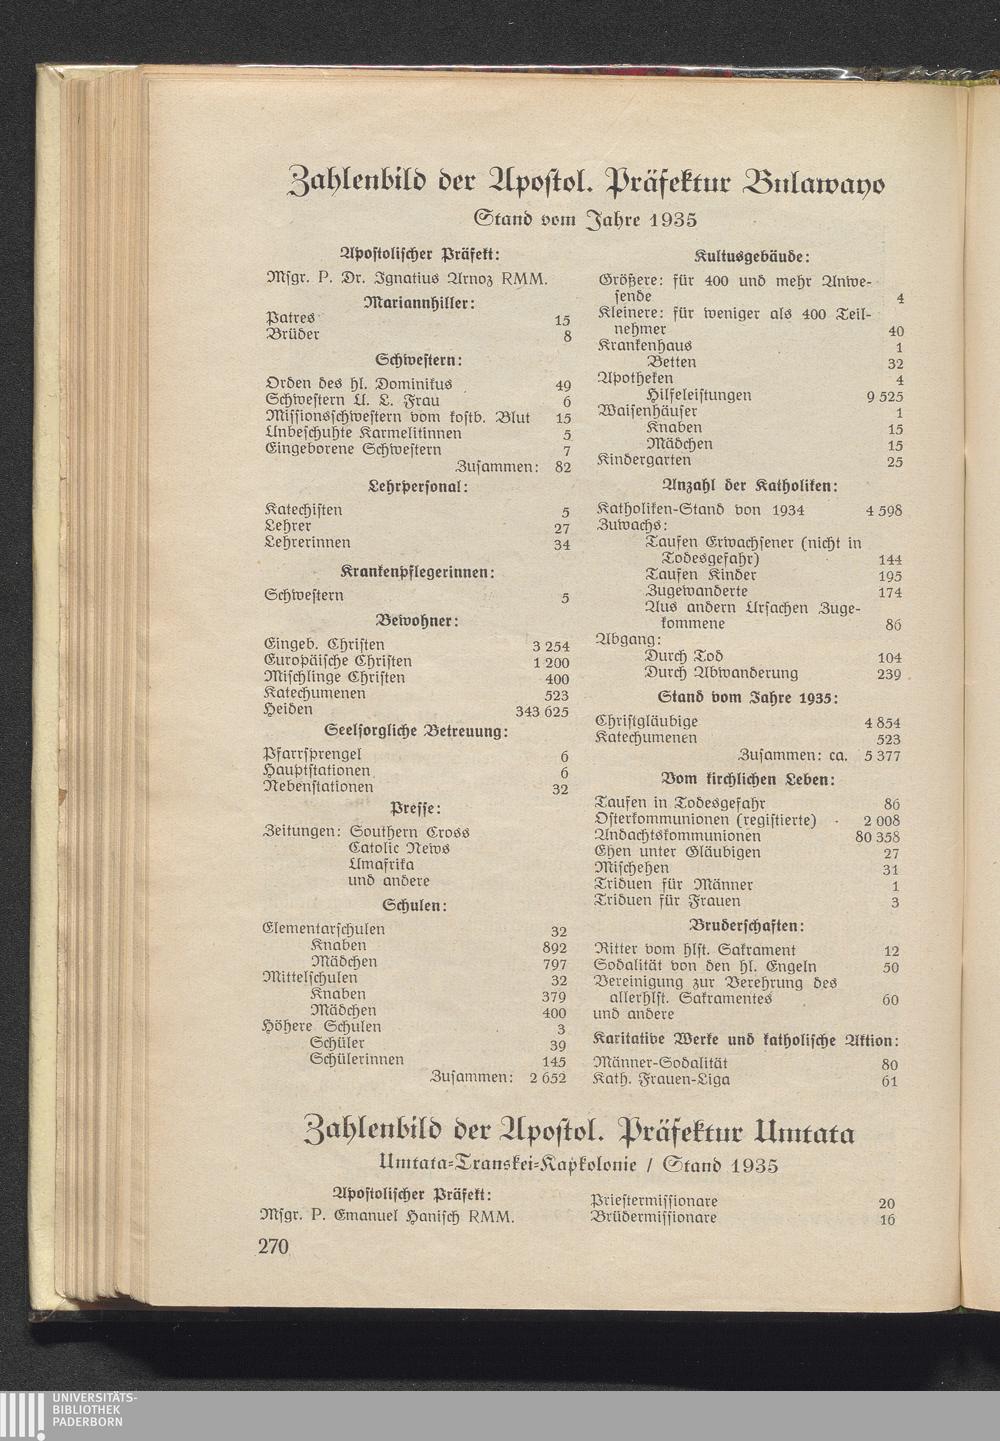 Zahlenbild der Apostol. Präfektur Bulawayo
Stand vom Jahre 1935
Apostolischer Präfekt:
Msgr. P. Dr. Ignatius Arnoz RMM.
Mariannhiller:
Patres 15
Brüder 8
Schwestern:
Orden des hl. Dominikus 49
Schwestern U. L. Frau 6
Missionsschwestern vom kostb. Blut 15
Unbeschuhte Karmelitinnen 5
Eingeborene Schwestern 7
Zusammen: 82
Lehrpersonal:
Katechisten 5
Lehrer 27
Lehrerinnen 34
Krankenpflegerinnen:
Schwestern 5
Bewohner:
Eingeb. Christen 3 254
Europäische Christen 1 200
Mischlinge Christen 400
Katechumenen 523
Heiden 343 625
Seelsorgliche Betreuung:
Pfarrsprengel 6
Hauptstationen 6
Nebenstationen 32
Presse:
Zeitungen: Southern Cross
Catolic News
Umafrika
und andere
Schulen:
Elementarschulen 32
Knaben 892
Mädchen 797
Mittelschulen 32
Knaben 379
Mädchen 400
Höhere Schulen 3
Schüler 39
Schülerinnen 145
Zusammen: 2 652
Kultusgebäude:
Größere: für 400 und mehr Anwe-
sende 4
Kleinere: für weniger als 400 Teil-
nehmer 40
Krankenhaus 1
Betten 32
Apotheken 4
Hilfeleistungen 9 525
Waisenhäuser 1
Knaben 15
Mädchen 15
Kindergarten 25
Anzahl der Katholiken:
Katholiken-Stand von 1934 4 598
Zuwachs:
Taufen Erwachsener (nicht in
Todesgefahr) 144
Taufen Kinder 195
Zugewanderte 174
Aus andern Ursachen Zuge-
kommene 86
Abgang:
Durch Tod 104
Durch Abwanderung 239
Stand vom Jahre 1935:
Christgläubige 4 854
Katechumenen 523
Zusammen: ca. 5 377
Vom kirchlichen Leben:
Taufen in Todesgefahr 86
Osterkommunionen (registierte) 2 008
Andachtskommunionen 80 358
Ehen unter Gläubigen 27
Mischehen 31
Triduen für Männer 1
Triduen für Frauen 3
Bruderschaften:
Ritter vom hlst. Sakrament 12
Sodalität von den hl. Engeln 50
Vereinigung zur Verehrung des
allerhlst. Sakramentes 60
und andere
Karitative Werke und katholische Aktion:
Männer-Sodalität 80
Kath. Frauen-Liga 61
Zahlenbild der Apostol. Präfektur Umtata
Umtata-Transkei-Kapkolonie / Stand 1935
Apostolischer Präfekt:
Msgr. P. Emanuel Hanisch RMM.
Priestermissionare 20
Brüdermissionare 16
270
UNIVERSITÄTS-
BIBLIOTHEK
PADERBORN